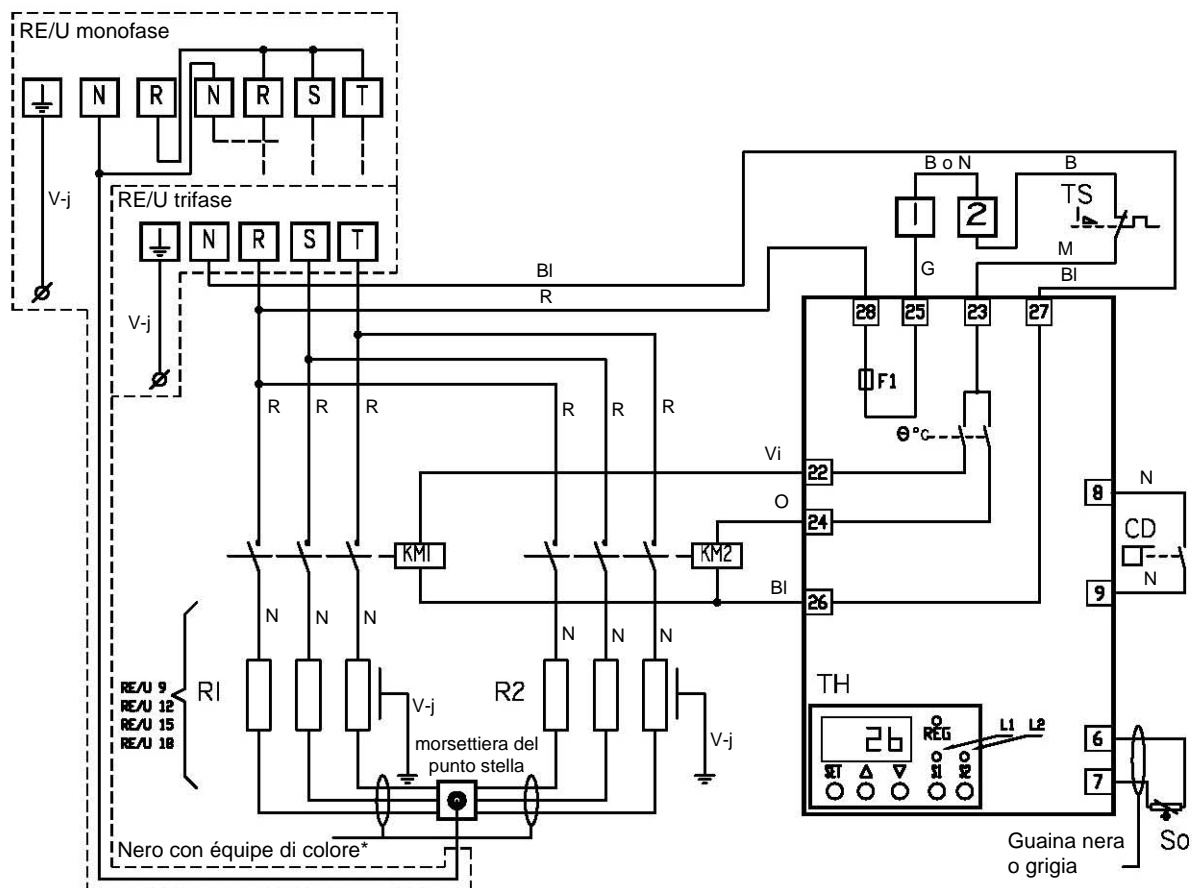 RE/U monofase
N R N R S T
V-j
RE/U trifase
N R S T
V-j
Bl
R
B o N
B
1
2
TS
M
G
Bl
28 25 23 27
F1
θ°C
R R R
R R R
Vi
22
O
24
8
N
CD
KM1
KM2
N
9
Bl
26
N N N
N N N
RE/U 9
RE/U 12
RE/U 15
RE/U 18
R1
R2
V-j
V-j
morsettiera del
punto stella
TH
26
REG
L1 L2
SET
6
7
So
Nero con équipe di colore*
Guaina nera
o grigia